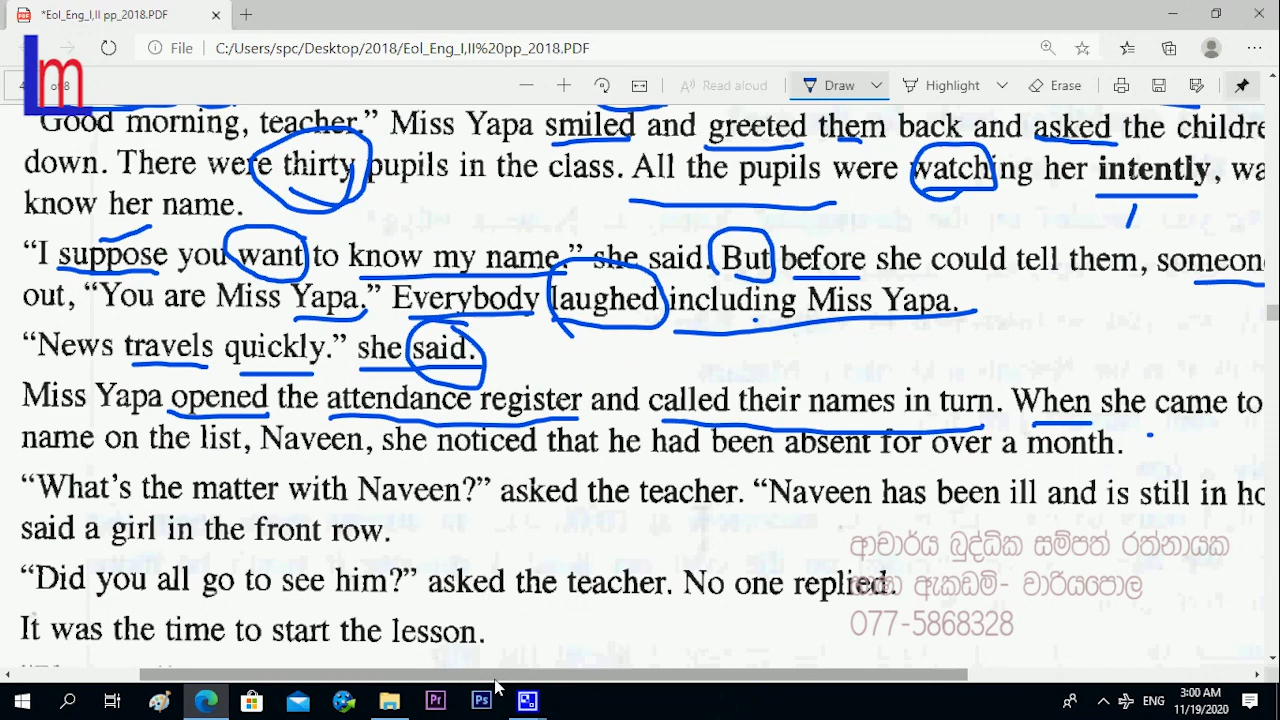 *Eol_Eng_I,II pp_2018.PDF
File C:/Users/spc/Desktop/2018/Eol_Eng_I,II%20pp_2018.PDF
Lm
of 8 Read aloud Draw Highlight Erase
Good morning, teacher.” Miss Yapa smiled and greeted them back and asked the childre
down. There were thirty pupils in the class. All the pupils were watching her intently, wa
know her name.
“I suppose you want to know my name.” she said. But before she could tell them, someon
out, “You are Miss Yapa.” Everybody laughed including Miss Yapa.
“News travels quickly.” she said.
Miss Yapa opened the attendance register and called their names in turn. When she came to
name on the list, Naveen, she noticed that he had been absent for over a month.
“What’s the matter with Naveen?” asked the teacher. “Naveen has been ill and is still in ho
said a girl in the front row.
ආචාර්ය බුද්ධික සම්පත් රත්නායක
“Did you all go to see him?” asked the teacher. No one replied.
ඇකඩමි- වාරියපොල
077-5868328
It was the time to start the lesson.
Pr Ps ENG 3:00 AM
11/19/2020